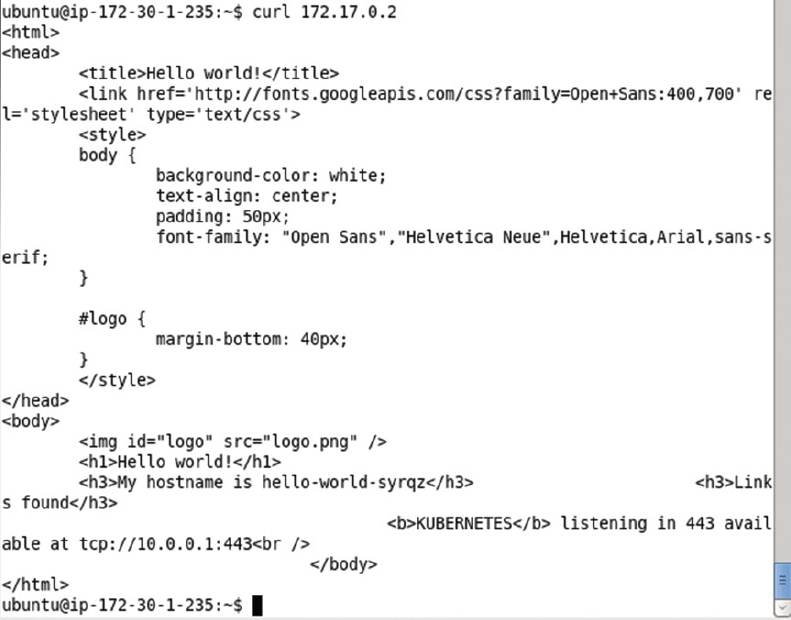 ubuntu@ip-172-30-1-235:~$ curl 172.17.0.2
<html>
<head>
        <title>Hello world!</title>
        <link href='http://fonts.googleapis.com/css?family=Open+Sans:400,700' re
l='stylesheet' type='text/css'>
        <style>
        body {
                background-color: white;
                text-align: center;
                padding: 50px;
                font-family: "Open Sans","Helvetica Neue",Helvetica,Arial,sans-s
erif;
        }

        #logo {
                margin-bottom: 40px;
        }
        </style>
</head>
<body>
        <img id="logo" src="logo.png" />
        <h1>Hello world!</h1>
        <h3>My hostname is hello-world-syrqz</h3>                       <h3>Link
s found</h3>
                                        <b>KUBERNETES</b> listening in 443 avail
able at tcp://10.0.0.1:443<br />
                                </body>
</html>
ubuntu@ip-172-30-1-235:~$